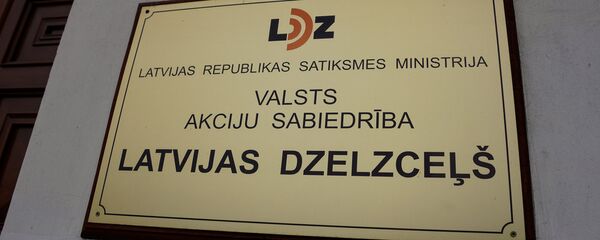 LDZ
LATVIJAS REPUBLIKAS SATIKSMES MINISTRIJA
VALSTS
AKCIJU SABIEDRĪBA
LATVIJAS DZELZCEĻŠ